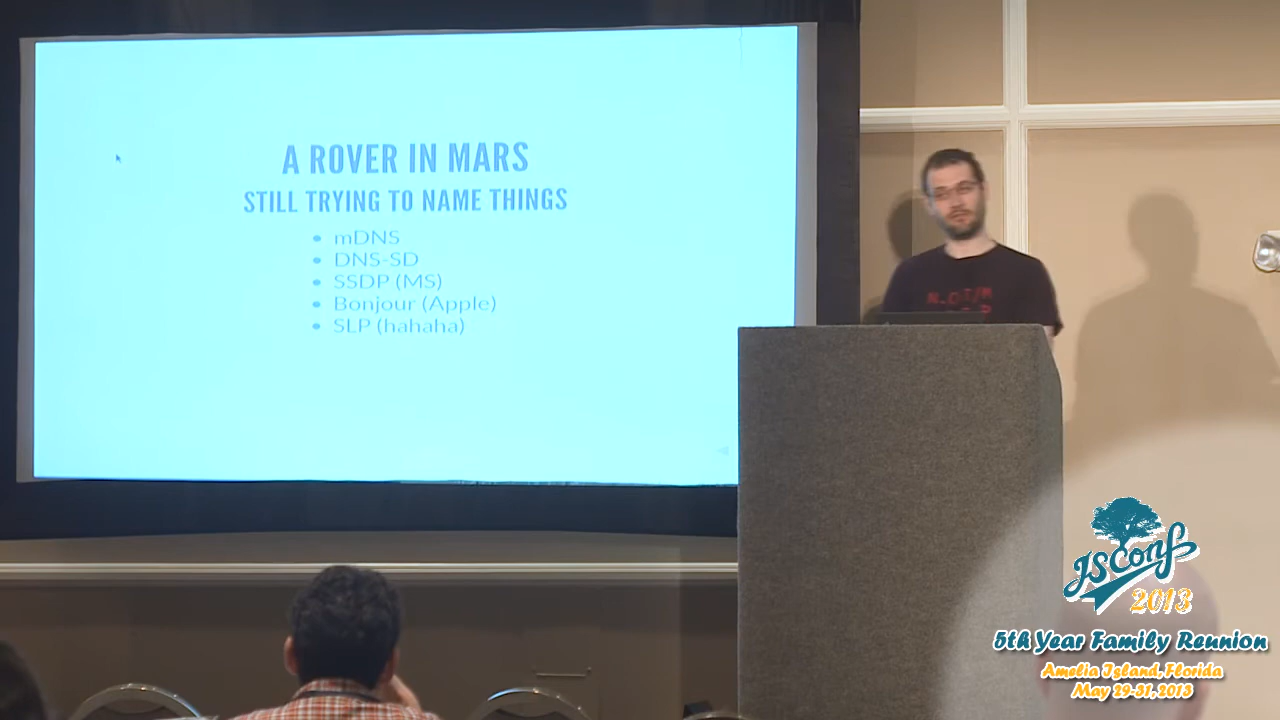 A ROVER IN MARS
STILL TRYING TO NAME THINGS
mDNS
DNS-SD
SSDP (MS)
Bonjour (Apple)
SLP (hahaha)
JSConf
2013
5th Year Family Reunion
Amelia Island, Florida
May 29-31, 2013